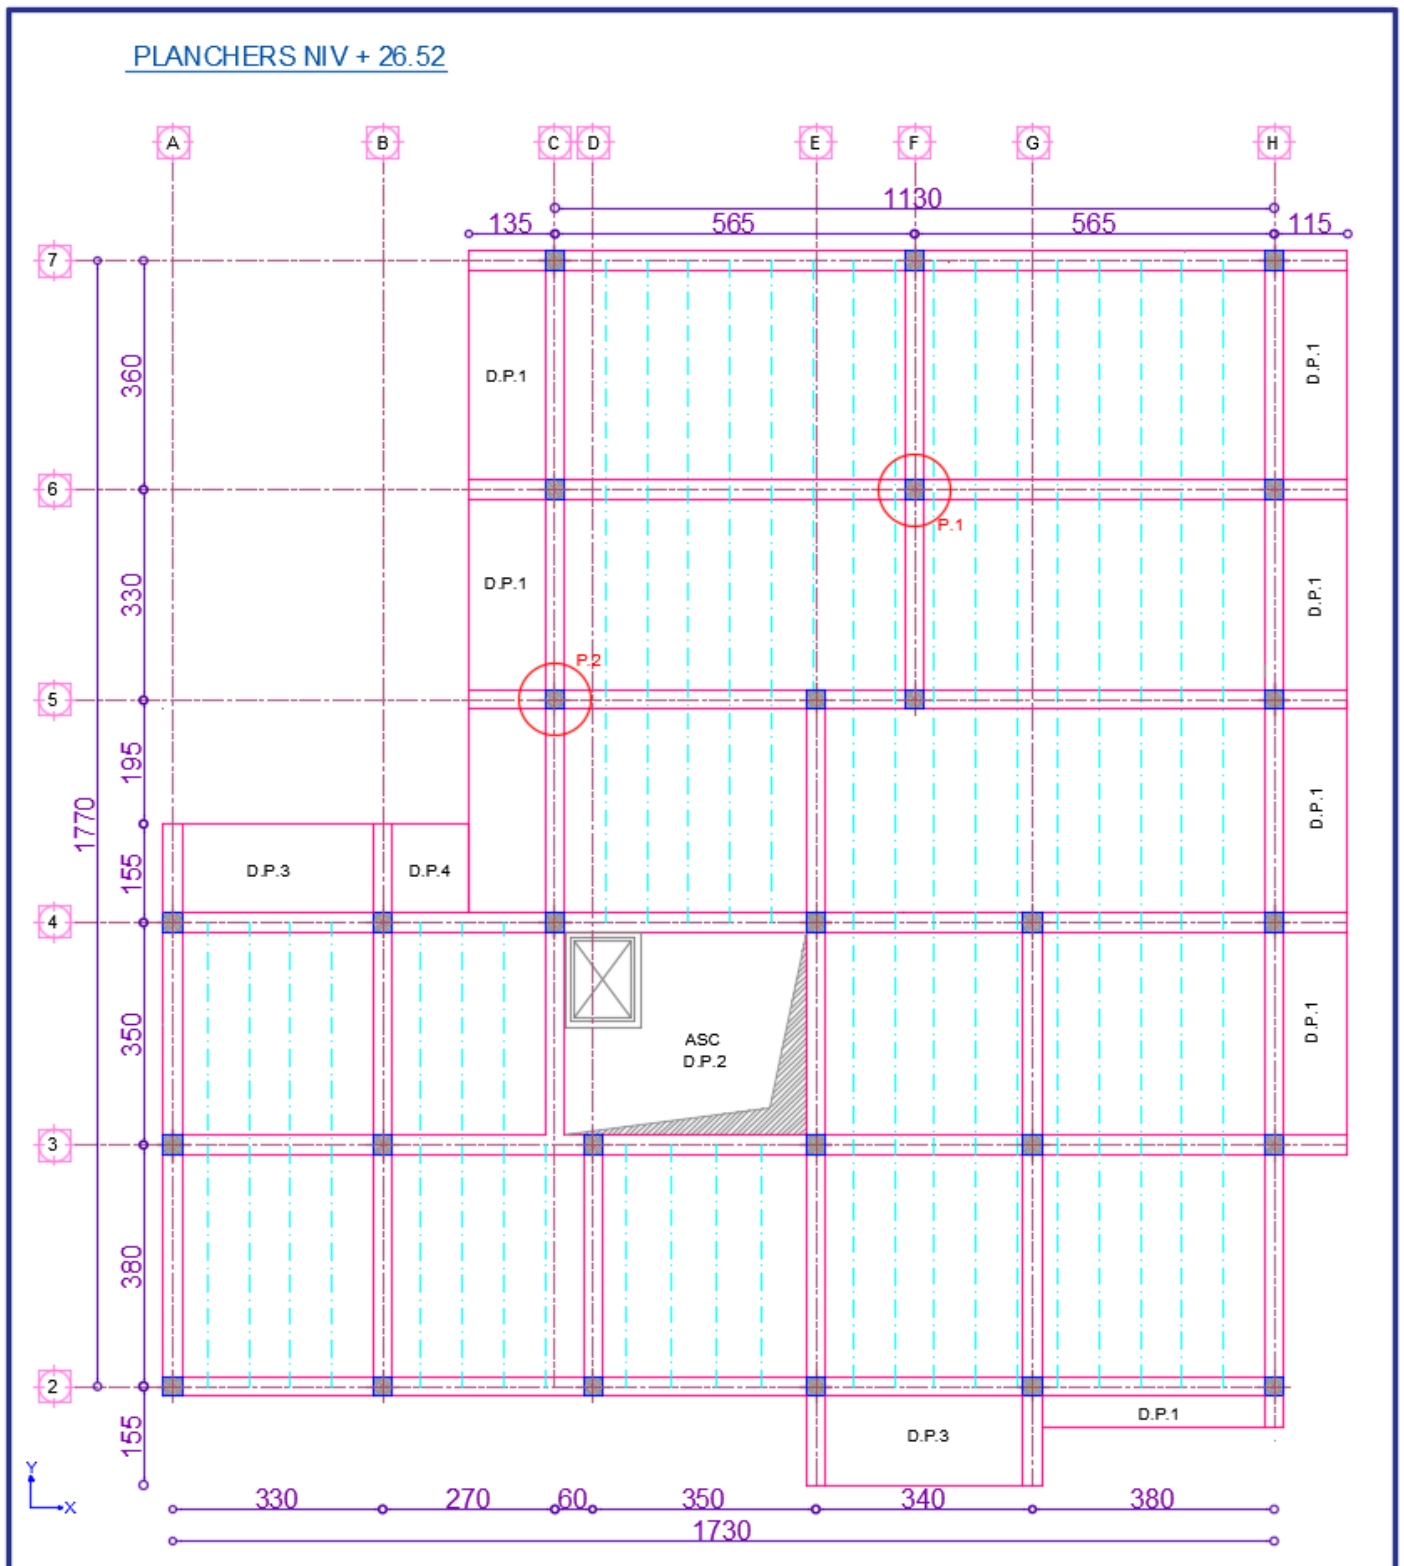 PLANCHERS NIV + 26.52
A B C D E F G H
1130
135 565 565 115
7
360
D.P.1
D.P.1
6
P.1
330
D.P.1
D.P.1
P.2
5
195
1770
D.P.1
155
D.P.3
D.P.4
4
350
ASC
D.P.2
D.P.1
3
380
2
155
D.P.1
D.P.3
Y
X
330 270 60 350 340 380
1730